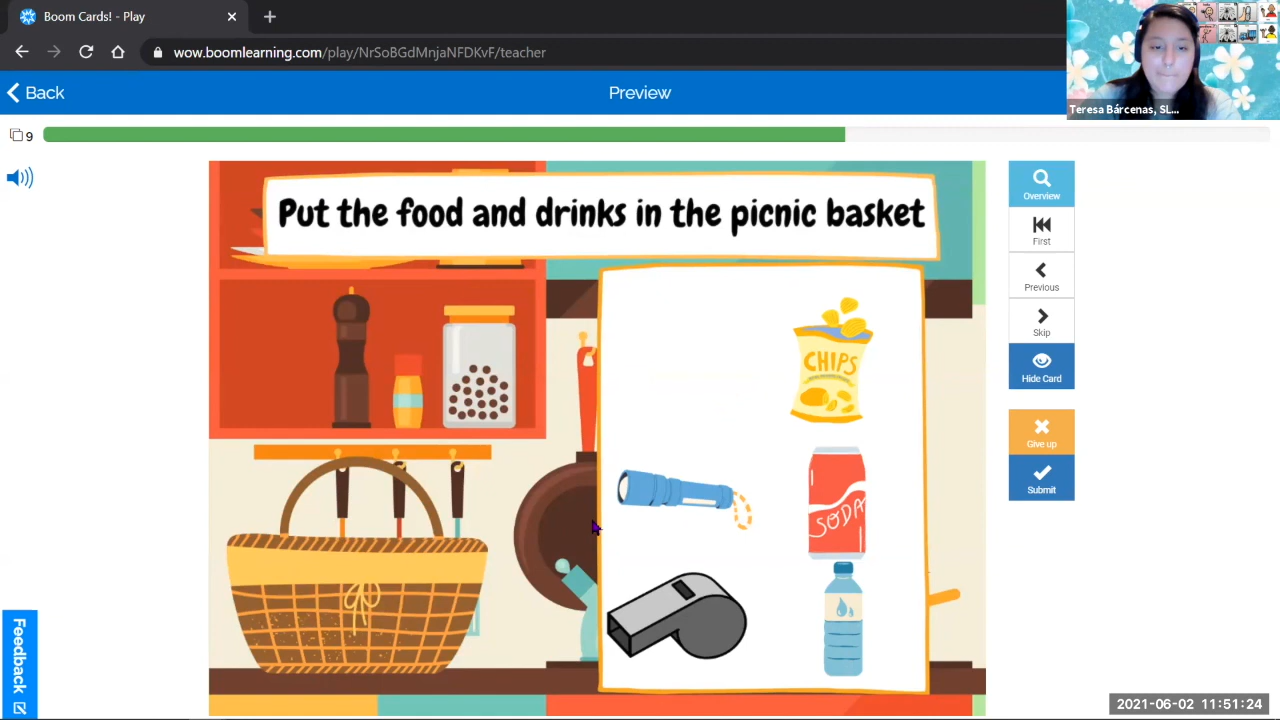 Boom Cards! - Play
wow.boomlearning.com/play/NrSoBGdMnjaNFDKvF/teacher
Teresa Bárcenas, SL...
Back
Preview
9
Put the food and drinks in the picnic basket
CHIPS
SODA
Overview
First
Previous
Skip
Hide Card
Give up
Submit
Feedback
2021-06-02 11:51:24